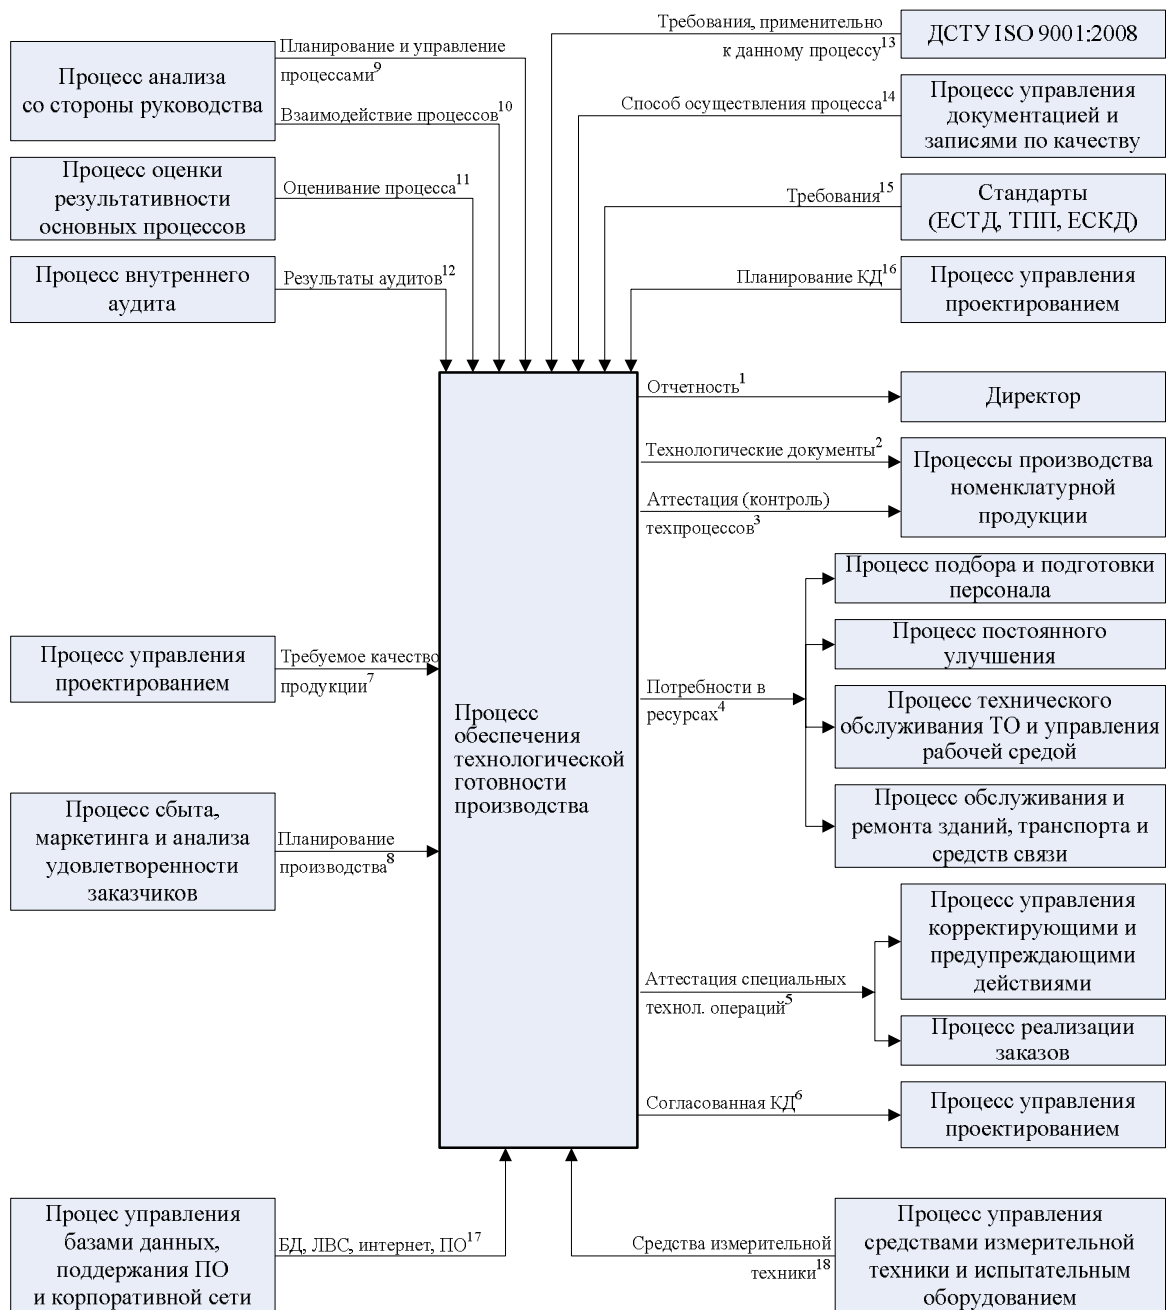 Процесс анализа
со стороны руководства
Планирование и управление
процессами9
Взаимодействие процессов10
Процесс оценки
результативности
основных процессов
Оценивание процесса11
Процесс внутреннего
аудита
Результаты аудитов12
Требования, применительно
к данному процессу13
ДСТУ ISO 9001:2008
Способ осуществления процесса14
Процесс управления
документацией и
записями по качеству
Требования15
Стандарты
(ЕСТД, ТПП, ЕСКД)
Планирование КД16
Процесс управления
проектированием
Процесс управления
проектированием
Требуемое качество
продукции7
Процесс сбыта,
маркетинга и анализа
удовлетворенности
заказчиков
Планирование
производства8
Процесс
обеспечения
технологической
готовности
производства
Отчетность1
Директор
Технологические документы2
Аттестация (контроль)
техпроцессов3
Процессы производства
номенклатурной
продукции
Потребности в
ресурсах4
Процесс подбора и подготовки
персонала
Процесс постоянного
улучшения
Процесс технического
обслуживания ТО и управления
рабочей средой
Процесс обслуживания и
ремонта зданий, транспорта и
средств связи
Аттестация специальных
технол. операций5
Процесс управления
корректирующими и
предупреждающими
действиями
Процесс реализации
заказов
Согласованная КД6
Процесс управления
проектированием
Процес управления
базами данных,
поддержания ПО
и корпоративной сети
БД, ЛВС, интернет, ПО17
Средства измерительной
техники18
Процесс управления
средствами измерительной
техники и испытательным
оборудованием